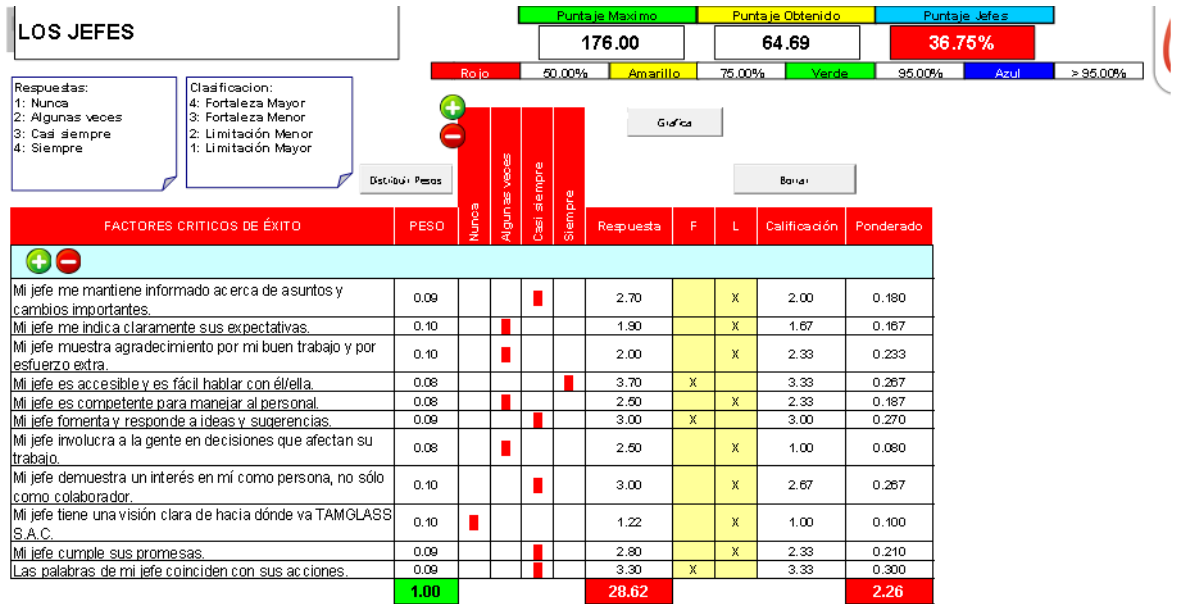 LOS JEFES
Puntaje Maximo Puntaje Obtenido Puntaje Jefes
176.00 64.69 36.75%
Rojo 50.00% Amarillo 75.00% Verde 95.00% Azul > 95.00%
Respuestas:
1: Nunca
2: Algunas veces
3: Casi siempre
4: Siempre
Clasificacion:
4: Fortaleza Mayor
3: Fortaleza Menor
2: Limitación Menor
1: Limitación Mayor
Grafica
Distribuir Pesos
Borrar
FACTORES CRITICOS DE ÉXITO PESO Nunca Algunas veces Casi siempre Siempre Respuesta F L Calificación Ponderado
Mi jefe me mantiene informado acerca de asuntos y
cambios importantes. 0.09 2.70 X 2.00 0.180
Mi jefe me indica claramente sus expectativas. 0.10 1.90 X 1.67 0.167
Mi jefe muestra agradecimiento por mi buen trabajo y por
esfuerzo extra. 0.10 2.00 X 2.33 0.233
Mi jefe es accesible y es fácil hablar con él/ella. 0.08 3.70 X 3.33 0.267
Mi jefe es competente para manejar al personal. 0.08 2.50 X 2.33 0.187
Mi jefe fomenta y responde a ideas y sugerencias. 0.09 3.00 X 3.00 0.270
Mi jefe involucra a la gente en decisiones que afectan su
trabajo. 0.08 2.50 X 1.00 0.080
Mi jefe demuestra un interés en mí como persona, no sólo
como colaborador. 0.10 3.00 X 2.67 0.267
Mi jefe tiene una visión clara de hacia dónde va TAMGLASS
S.A.C. 0.10 1.22 X 1.00 0.100
Mi jefe cumple sus promesas. 0.09 2.80 X 2.33 0.210
Las palabras de mi jefe coinciden con sus acciones. 0.09 3.30 X 3.33 0.300
1.00 28.62 2.26